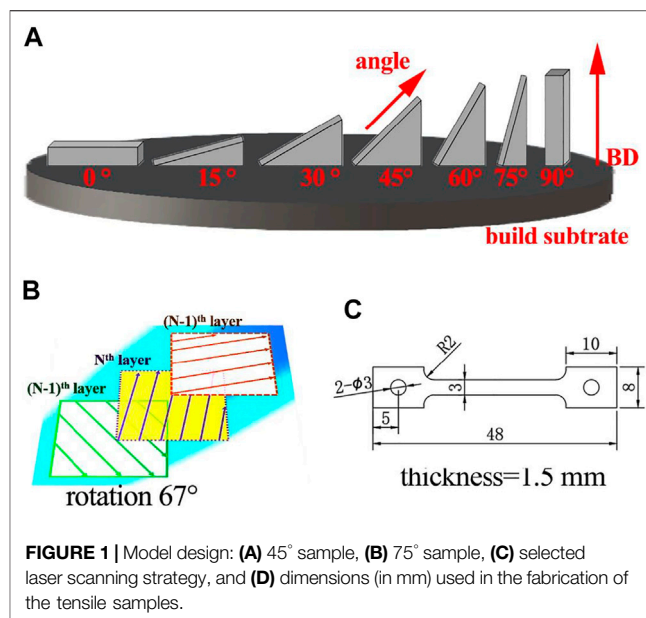 A
angle
0° 15° 30° 45° 60° 75° 90° BD
build subtrate
B
(N-1)th layer
Nth layer
(N-1)th layer
rotation 67°
C
R2
10
2-ϕ3
3
8
5
48
thickness=1.5 mm
FIGURE 1 | Model design: (A) 45° sample, (B) 75° sample, (C) selected
laser scanning strategy, and (D) dimensions (in mm) used in the fabrication of
the tensile samples.